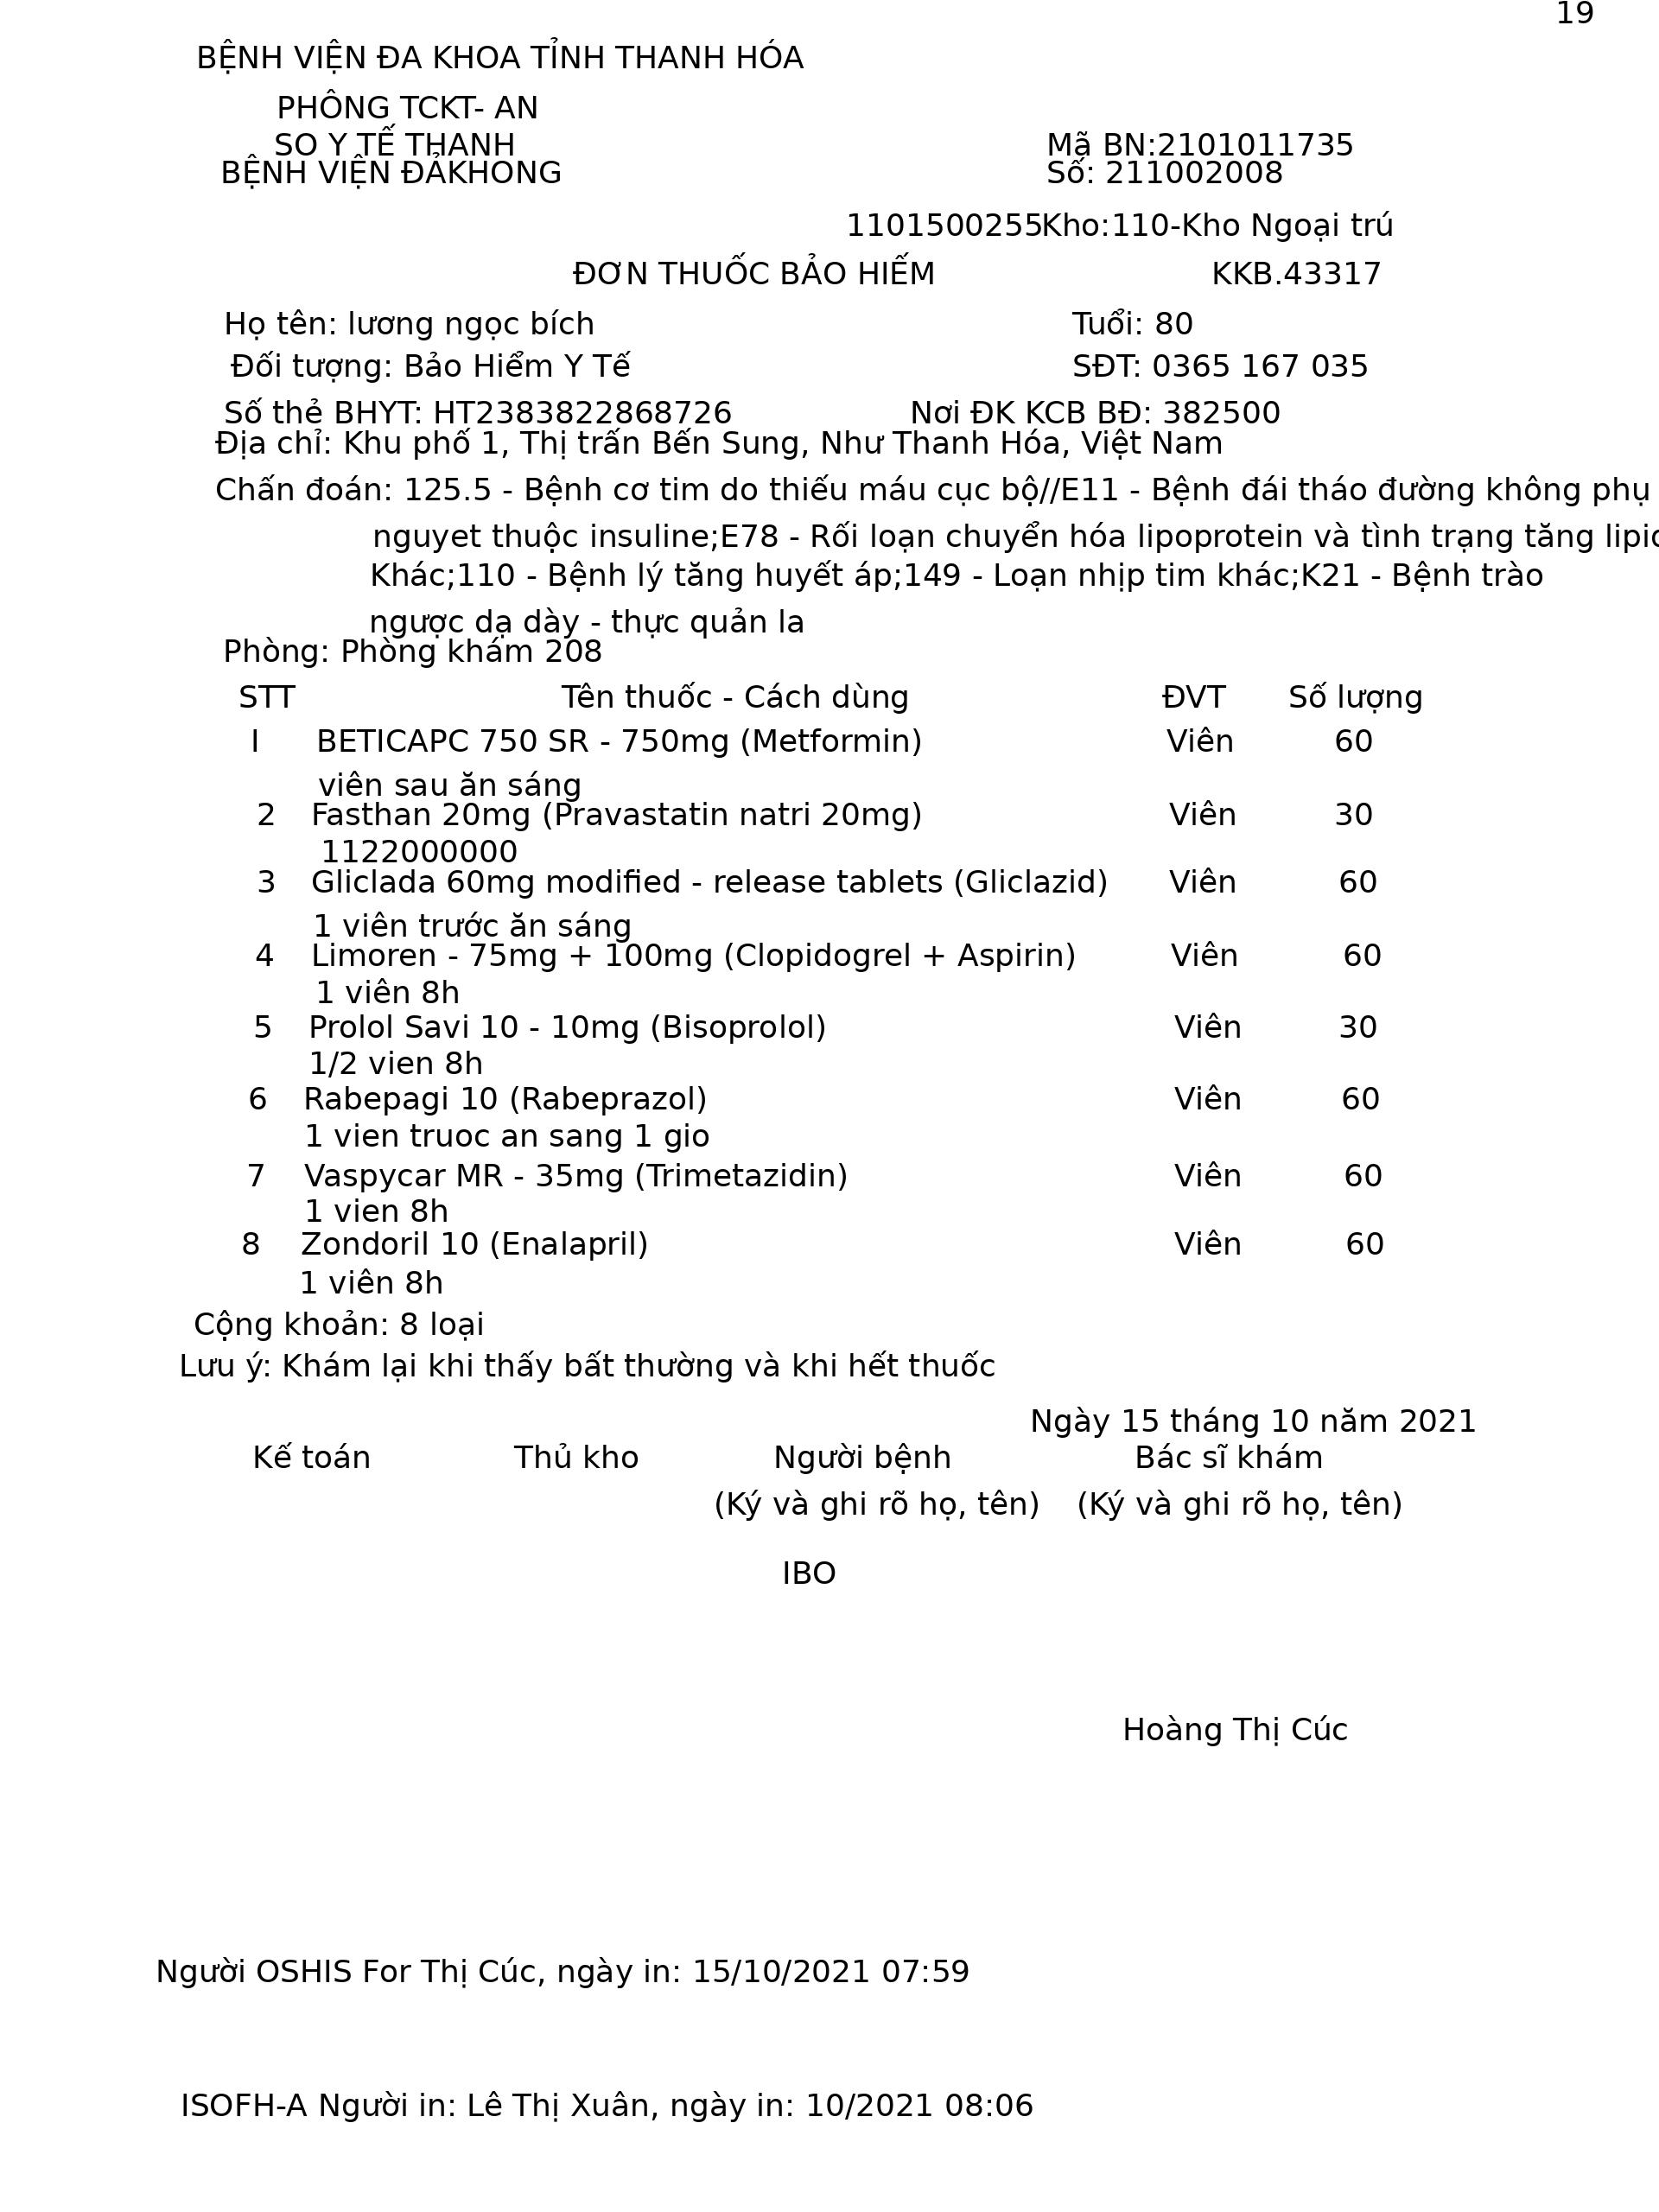 19
BỆNH VIỆN ĐA KHOA TỈNH THANH HÓA
PHÔNG TCKT- AN
SO Y TẾ THANH Mã BN:2101011735
BỆNH VIỆN ĐẢKHONG Số: 211002008
1101500255Kho:110-Kho Ngoại trú
ĐƠN THUỐC BẢO HIẾM KKB.43317
Họ tên: lương ngọc bích Tuổi: 80
Đối tượng: Bảo Hiểm Y Tế SĐT: 0365 167 035
Số thẻ BHYT: HT2383822868726 Nơi ĐK KCB BĐ: 382500
Địa chỉ: Khu phố 1, Thị trấn Bến Sung, Như Thanh Hóa, Việt Nam
Chấn đoán: 125.5 - Bệnh cơ tim do thiếu máu cục bộ//E11 - Bệnh đái tháo đường không phụ
nguyet thuộc insuline;E78 - Rối loạn chuyển hóa lipoprotein và tình trạng tăng lipid
Khác;110 - Bệnh lý tăng huyết áp;149 - Loạn nhịp tim khác;K21 - Bệnh trào
ngược dạ dày - thực quản la
Phòng: Phòng khám 208
STT Tên thuốc - Cách dùng ĐVT Số lượng
I BETICAPC 750 SR - 750mg (Metformin) Viên 60
viên sau ăn sáng
2 Fasthan 20mg (Pravastatin natri 20mg) Viên 30
1122000000
3 Gliclada 60mg modified - release tablets (Gliclazid) Viên 60
1 viên trước ăn sáng
4 Limoren - 75mg + 100mg (Clopidogrel + Aspirin) Viên 60
1 viên 8h
5 Prolol Savi 10 - 10mg (Bisoprolol) Viên 30
1/2 vien 8h
6 Rabepagi 10 (Rabeprazol) Viên 60
1 vien truoc an sang 1 gio
7 Vaspycar MR - 35mg (Trimetazidin) Viên 60
1 vien 8h
8 Zondoril 10 (Enalapril) Viên 60
1 viên 8h
Cộng khoản: 8 loại
Lưu ý: Khám lại khi thấy bất thường và khi hết thuốc
Ngày 15 tháng 10 năm 2021
Kế toán Thủ kho Người bệnh Bác sĩ khám
(Ký và ghi rõ họ, tên) (Ký và ghi rõ họ, tên)
IBO
Hoàng Thị Cúc
Người OSHIS For Thị Cúc, ngày in: 15/10/2021 07:59
ISOFH-A Người in: Lê Thị Xuân, ngày in: 10/2021 08:06